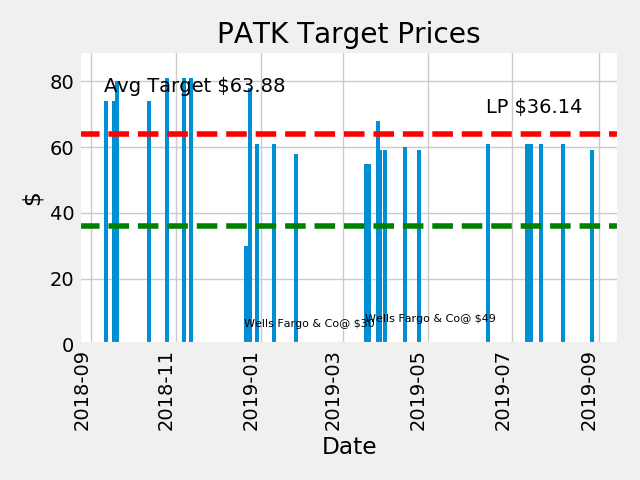 PATK Target Prices
Avg Target $63.88
LP $36.14
80
60
40
20
0
$
Wells Fargo & Co@ $30
Wells Fargo & Co@ $49
2018-09
2018-11
2019-01
2019-03
2019-05
2019-07
2019-09
Date